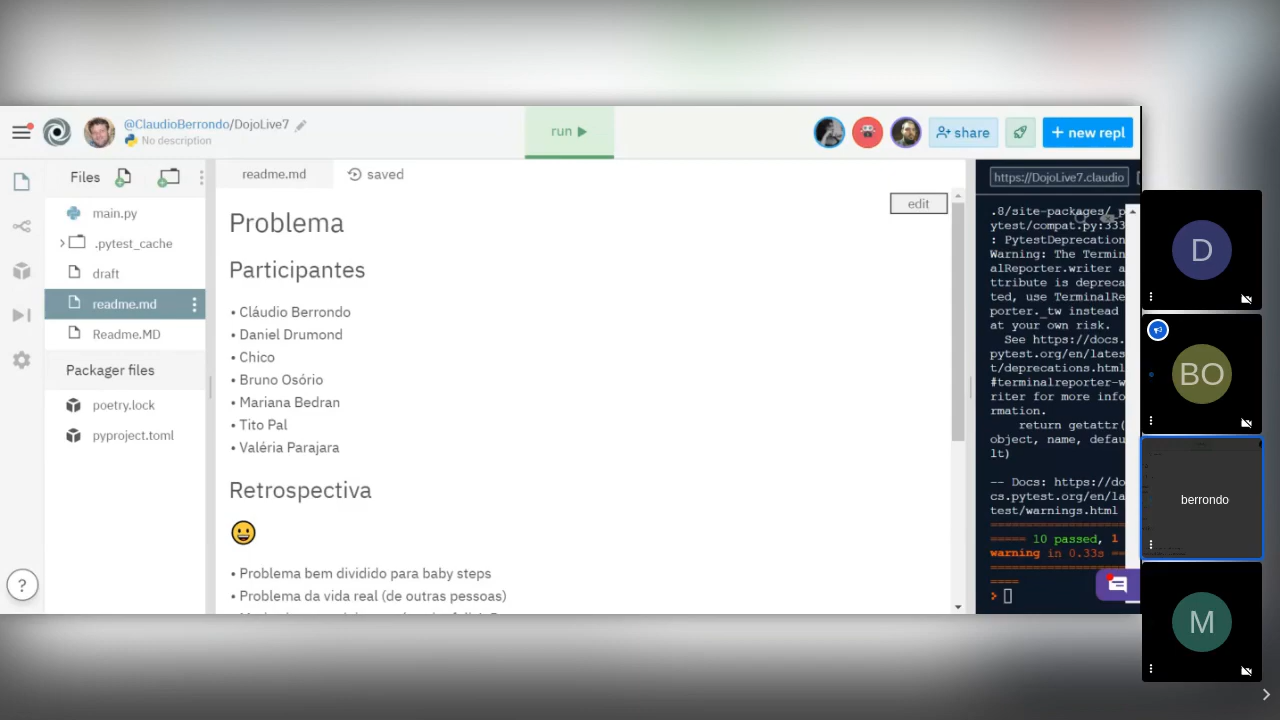 @ClaudioBerrondo/DojoLive7
No description
run
share
+ new repl
Files
main.py
.pytest_cache
draft
readme.md
Readme.MD
Packager files
poetry.lock
pyproject.toml
readme.md
saved
edit
Problema
Participantes
• Cláudio Berrondo
• Daniel Drumond
• Chico
• Bruno Osório
• Mariana Bedran
• Tito Pal
• Valéria Parajara
Retrospectiva
• Problema bem dividido para baby steps
• Problema da vida real (de outras pessoas)
https://DojoLive7.claudio
.8/site-packages/_p
ytest/compat.py:333
: PytestDeprecation
Warning: The Termin
alReporter.writer a
ttribute is depreca
ted, use TerminalRe
porter._tw instead
at your own risk.
See https://docs.
pytest.org/en/lates
t/deprecations.html
#terminalreporter-w
riter for more info
rmation.
return getattr(
object, name, defau
lt)
-- Docs: https://do
cs.pytest.org/en/la
test/warnings.html
===================
===== 10 passed, 1
warning in 0.33s ==
===================
====
?
D
BO
berrondo
M